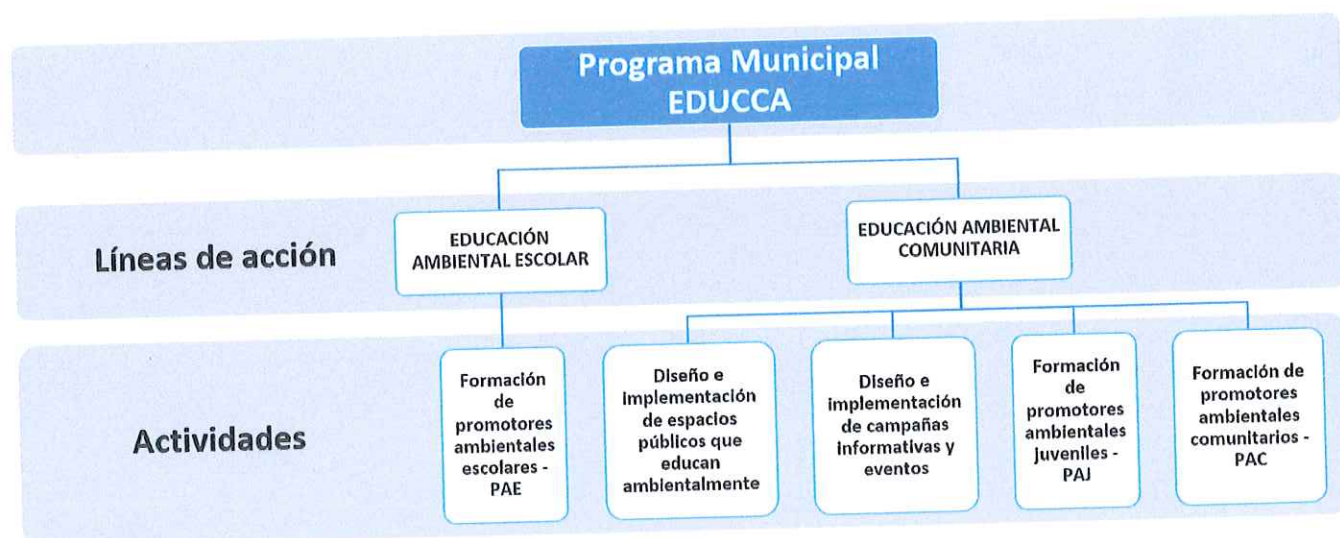 Programa Municipal
EDUCCA
Líneas de acción
EDUCACIÓN
AMBIENTAL ESCOLAR
EDUCACIÓN AMBIENTAL
COMUNITARIA
Actividades
Formación
de
promotores
ambientales
escolares -
PAE
Diseño e
implementación
de espacios
públicos que
educan
ambientalmente
Diseño e
implementación
de campañas
informativas y
eventos
Formación
de
promotores
ambientales
juveniles -
PAJ
Formación de
promotores
ambientales
comunitarios -
PAC